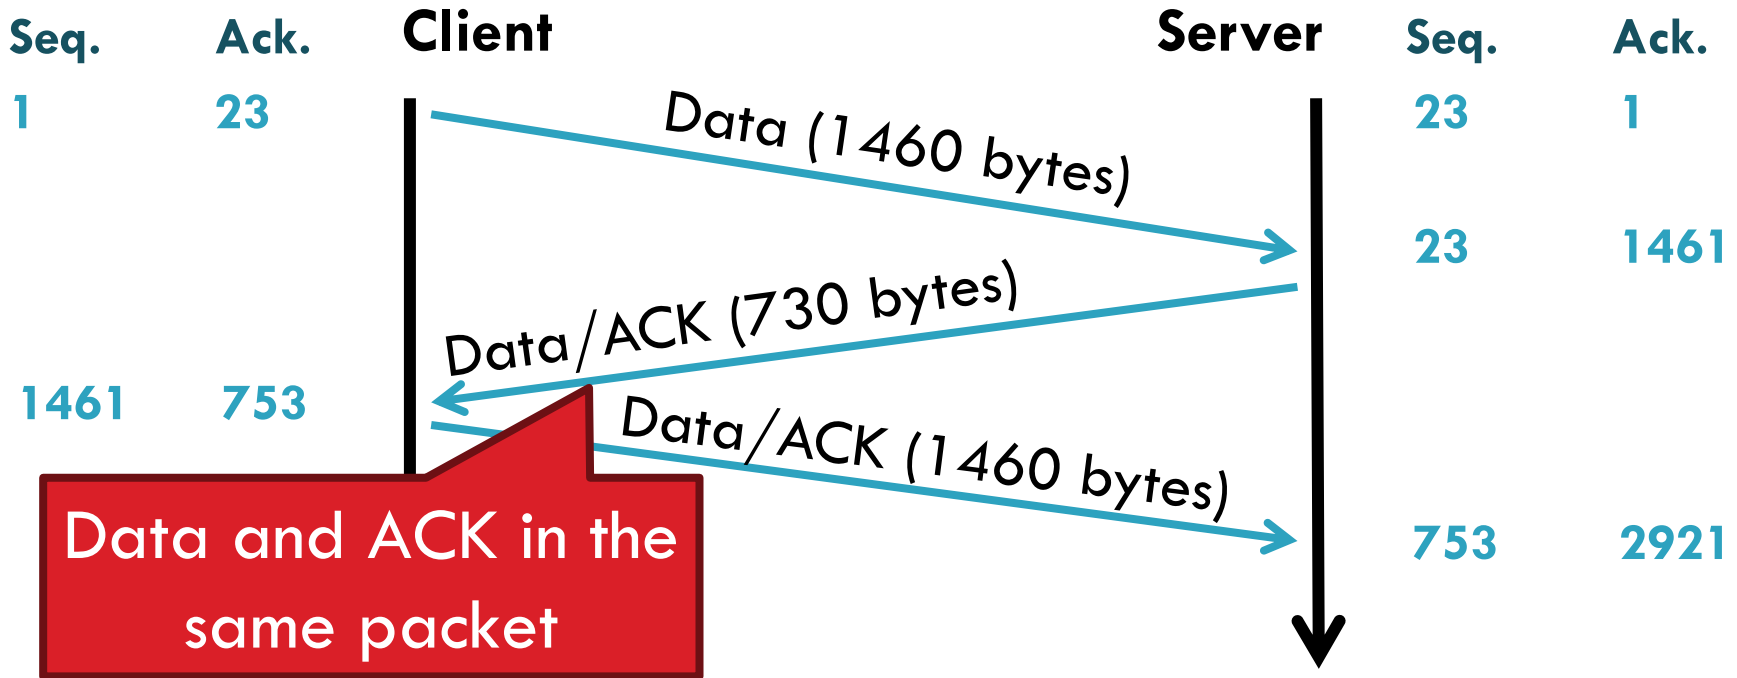 Seq. Ack. Client Server Seq. Ack.
1 23 Data (1460 bytes) 23 1
23 1461
Data/ACK (730 bytes)
1461 753
Data/ACK (1460 bytes)
753 2921
Data and ACK in the
same packet